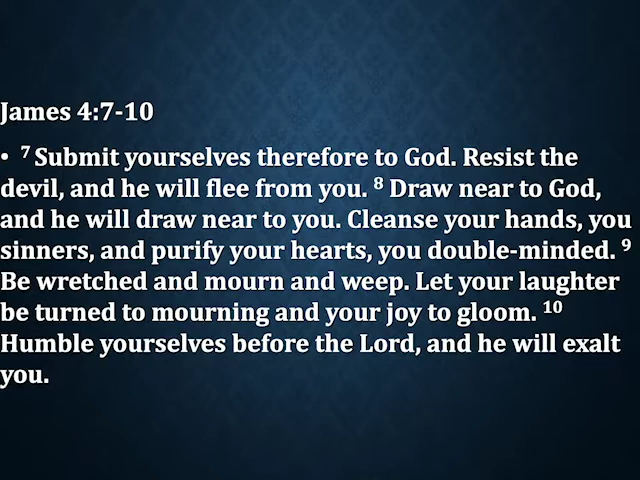 James 4:7-10
• 7 Submit yourselves therefore to God. Resist the
devil, and he will flee from you. 8 Draw near to God,
and he will draw near to you. Cleanse your hands, you
sinners, and purify your hearts, you double-minded. 9
Be wretched and mourn and weep. Let your laughter
be turned to mourning and your joy to gloom. 10
Humble yourselves before the Lord, and he will exalt
you.